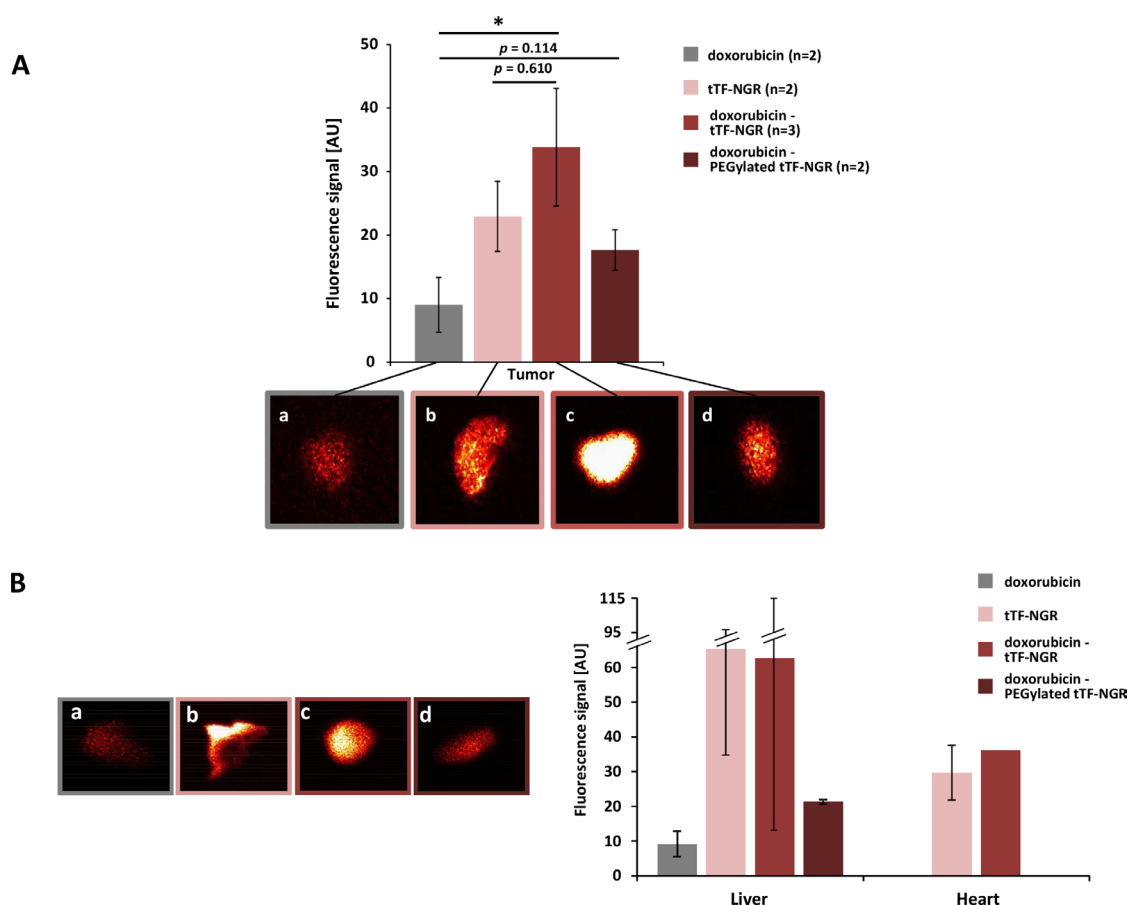 A
*
p = 0.114
p = 0.610
50
40
30
20
10
0
Fluorescence signal [AU]
doxorubicin (n=2)
tTF-NGR (n=2)
doxorubicin -
tTF-NGR (n=3)
doxorubicin -
PEGylated tTF-NGR (n=2)
Tumor
a
b
c
d
B
a
b
c
d
115
95
60
50
40
30
20
10
0
Fluorescence signal [AU]
Liver
Heart
doxorubicin
tTF-NGR
doxorubicin -
tTF-NGR
doxorubicin -
PEGylated tTF-NGR